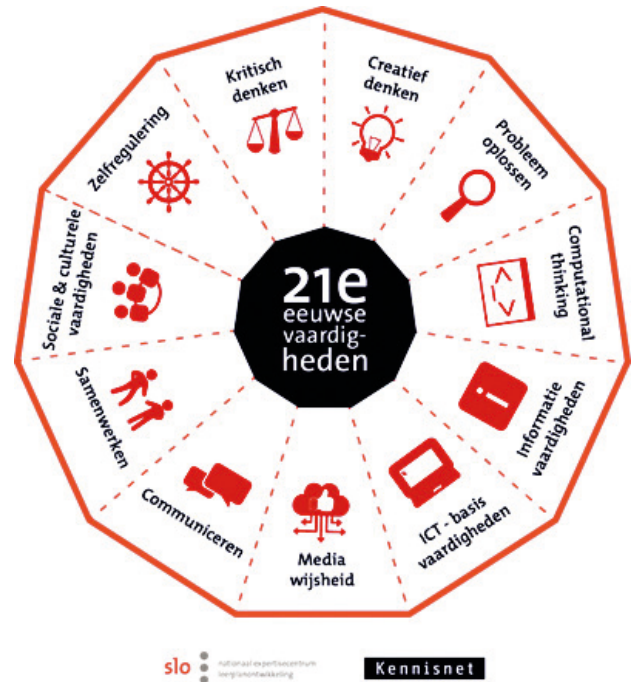 Kritisch
denken
Creatief
denken
Probleem
oplossen
Computational
thinking
Informatie
vaardigheden
ICT - basis
vaardigheden
Media
wijsheid
Communiceren
Samenwerken
Sociale & culturele
vaardigheden
Zelfregulering
21e
eeuwse
vaardig-
heden
slo
nationaal expertisecentrum
leerplanontwikkeling
Kennisnet